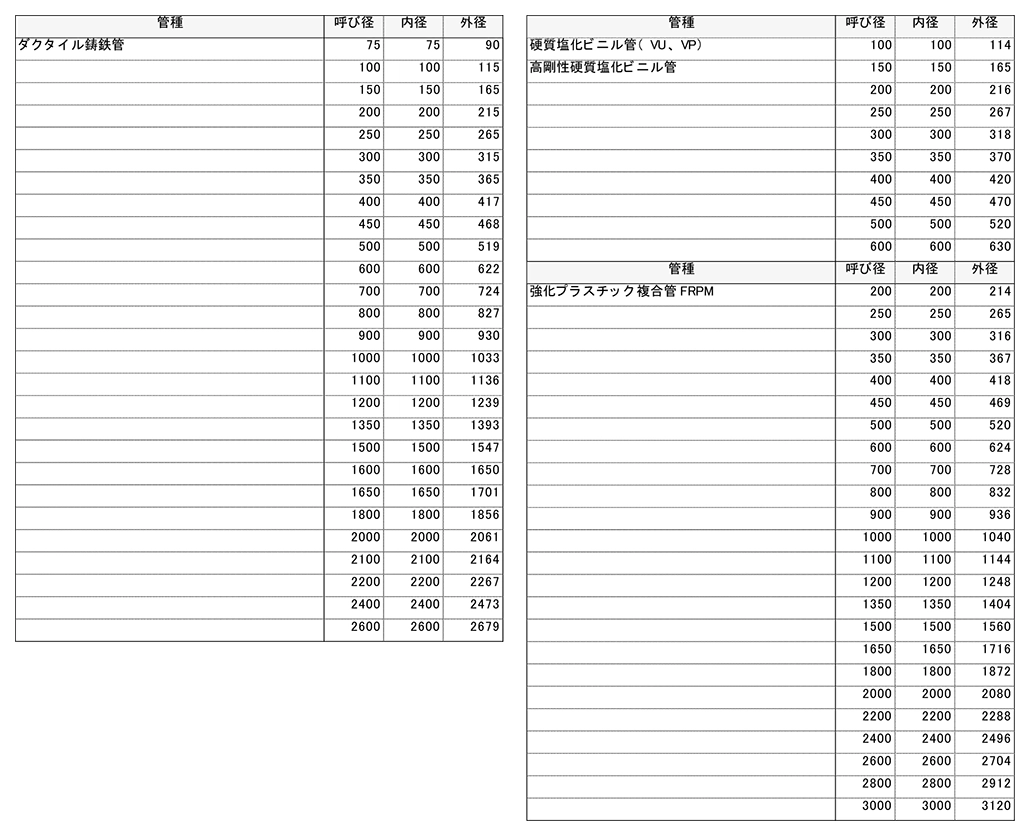 管種 呼び径 内径 外径
ダクタイル鋳鉄管 75 75 90
100 100 115
150 150 165
200 200 215
250 250 265
300 300 315
350 350 365
400 400 417
450 450 468
500 500 519
600 600 622
700 700 724
800 800 827
900 900 930
1000 1000 1033
1100 1100 1136
1200 1200 1239
1350 1350 1393
1500 1500 1547
1600 1600 1650
1650 1650 1701
1800 1800 1856
2000 2000 2061
2100 2100 2164
2200 2200 2267
2400 2400 2473
2600 2600 2679
管種 呼び径 内径 外径
硬質塩化ビニル管(VU、VP) 100 100 114
高剛性硬質塩化ビニル管 150 150 165
200 200 216
250 250 267
300 300 318
350 350 370
400 400 420
450 450 470
500 500 520
600 600 630
管種 呼び径 内径 外径
強化プラスチック複合管FRPM 200 200 214
250 250 265
300 300 316
350 350 367
400 400 418
450 450 469
500 500 520
600 600 624
700 700 728
800 800 832
900 900 936
1000 1000 1040
1100 1100 1144
1200 1200 1248
1350 1350 1404
1500 1500 1560
1650 1650 1716
1800 1800 1872
2000 2000 2080
2200 2200 2288
2400 2400 2496
2600 2600 2704
2800 2800 2912
3000 3000 3120